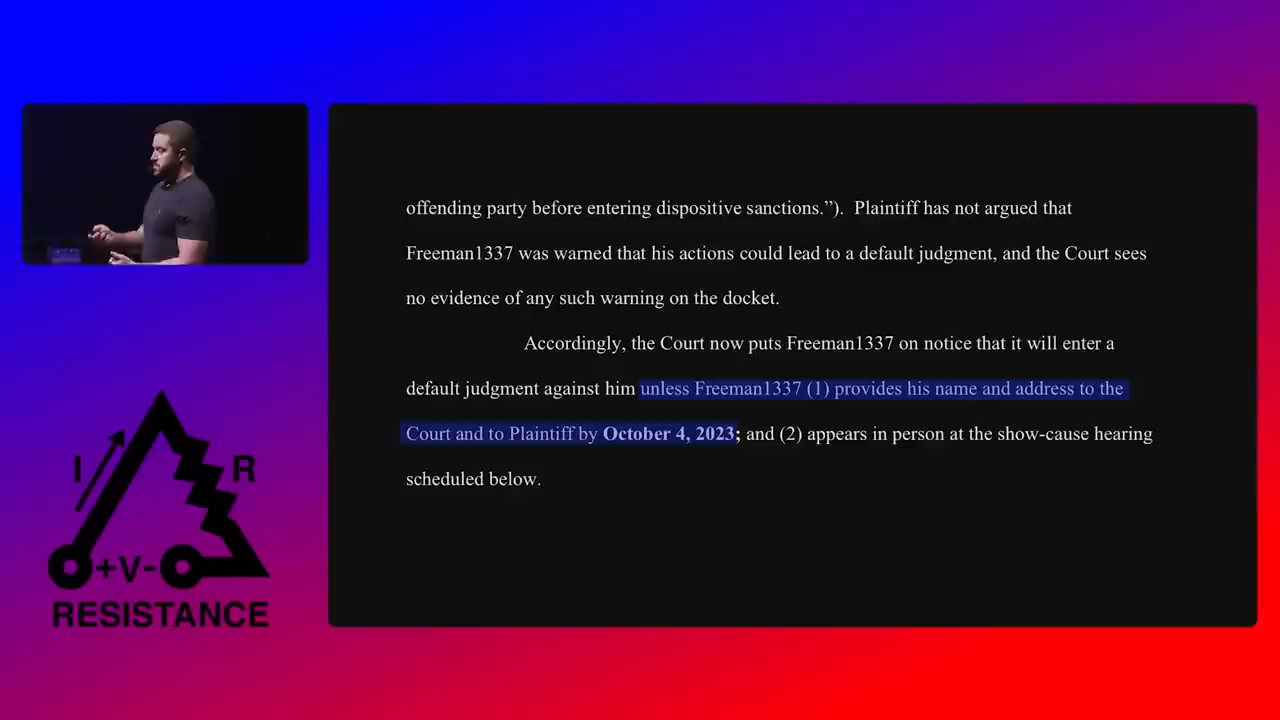 offending party before entering dispositive sanctions.”). Plaintiff has not argued that
Freeman1337 was warned that his actions could lead to a default judgment, and the Court sees
no evidence of any such warning on the docket.
Accordingly, the Court now puts Freeman1337 on notice that it will enter a
default judgment against him unless Freeman1337 (1) provides his name and address to the
Court and to Plaintiff by October 4, 2023; and (2) appears in person at the show-cause hearing
scheduled below.
I
R
+V-
RESISTANCE